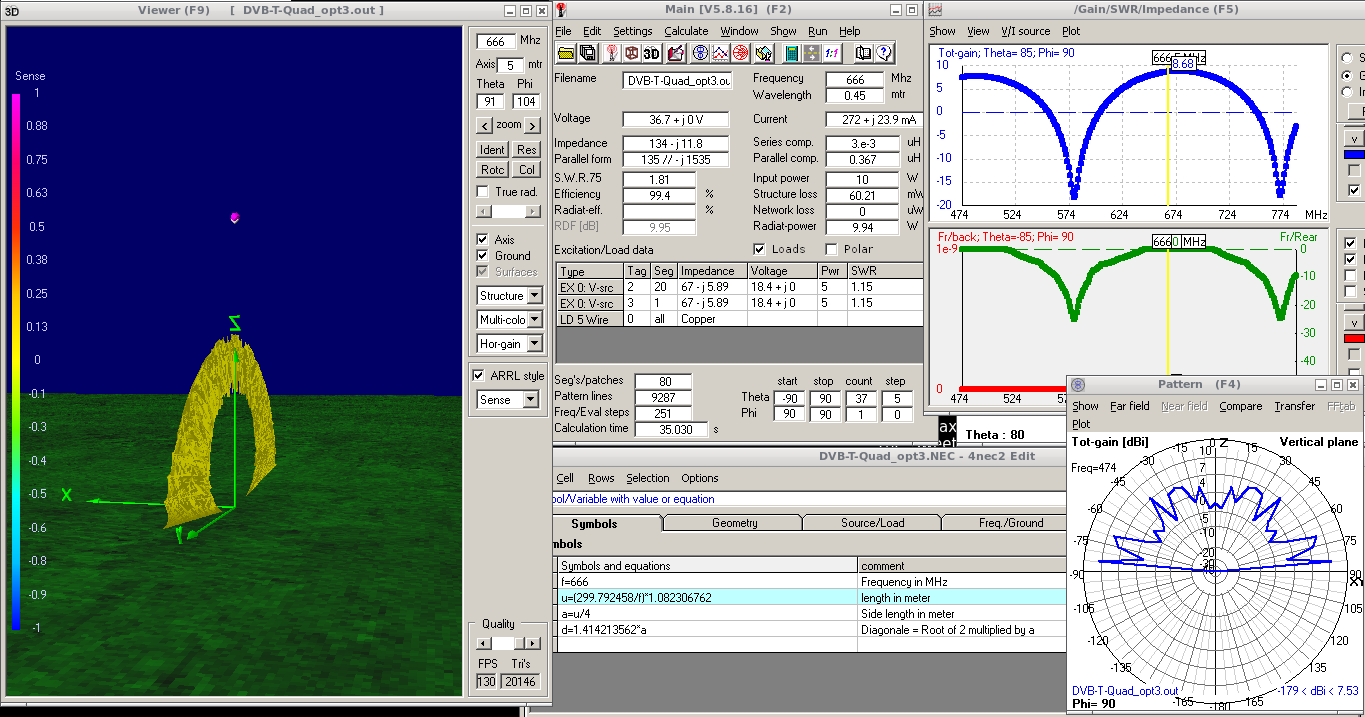 3D Viewer (F9) [ DVB-T-Quad_opt3.out ]
Sense
1
0.88
0.75
0.63
0.5
0.38
0.25
0.13
0
-0.1
-0.3
-0.4
-0.5
-0.6
-0.8
-0.9
-1
Z
X
666 Mhz
Axis 5 mtr
Theta Phi
91 104
< zoom >
Ident Res
Rotc Col
True rad.
Axis
Ground
Surfaces
Structure
Multi-colo
Hor-gain
ARRL style
Sense
Quality
FPS Tri's
130 20146
Main [V5.8.16] (F2)
File Edit Settings Calculate Window Show Run Help
3D 1:1
Filename DVB-T-Quad_opt3.ou
Frequency 666 Mhz
Wavelength 0.45 mtr
Voltage 36.7 + j 0 V
Current 272 + j 23.9 mA
Impedance 134 - j 11.8
Series comp. 3.e-3 uH
Parallel form 135 // - j 1535
Parallel comp. 0.367 uH
S.W.R.75 1.81
Input power 10 W
Efficiency 99.4 %
Structure loss 60.21 mW
Radiat-eff. %
Network loss 0 uW
RDF [dB] 9.95
Radiat-power 9.94 W
Excitation/Load data
Loads Polar
Type Tag Seg Impedance Voltage Pwr SWR
EX 0: V-src 2 20 67 - j 5.89 18.4 + j 0 5 1.15
EX 0: V-src 3 1 67 - j 5.89 18.4 + j 0 5 1.15
LD 5 Wire 0 all Copper
Seg's/patches 80
Pattern lines 9287
Freq/Eval steps 251
Calculation time 35.030 s
start stop count step
Theta -90 90 37 5
Phi 90 90 1 0
/Gain/SWR/Impedance (F5)
Show View V/I source Plot
Tot-gain; Theta= 85; Phi= 90
8.68
10
5
0
-5
-10
-15
-20
474 524 574 624 674 724 774 MHz
Fr/back; Theta=-85; Phi= 90
Fr/Rear
1e-9
0
0
-10
-20
-30
-40
474
Theta : 80
DVB-T-Quad_opt3.NEC - 4nec2 Edit
Cell Rows Selection Options
ool/Variable with value or equation
Symbols Geometry Source/Load Freq./Ground
mbols
Symbols and equations comment
f=666 Frequency in MHz
u=(299.792458/f)*1.082306762 length in meter
a=u/4 Side length in meter
d=1.414213562*a Diagonale = Root of 2 multiplied by a
Pattern (F4)
Show Far field Near field Compare Transfer FFtab
Plot
Tot-gain [dBi]
Vertical plane
Freq=474
-15 0 Z 15
-30 30
-45 45
-60 60
-75 75
-90 90
-105 105
-120 120
-135 135
-165 -180 165
DVB-T-Quad_opt3.out
-179 < dBi < 7.53
Phi= 90